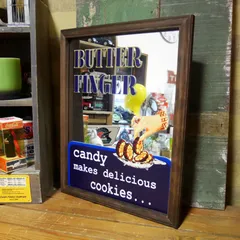 BUTTER
FINGER
candy
makes delicious
cookies...